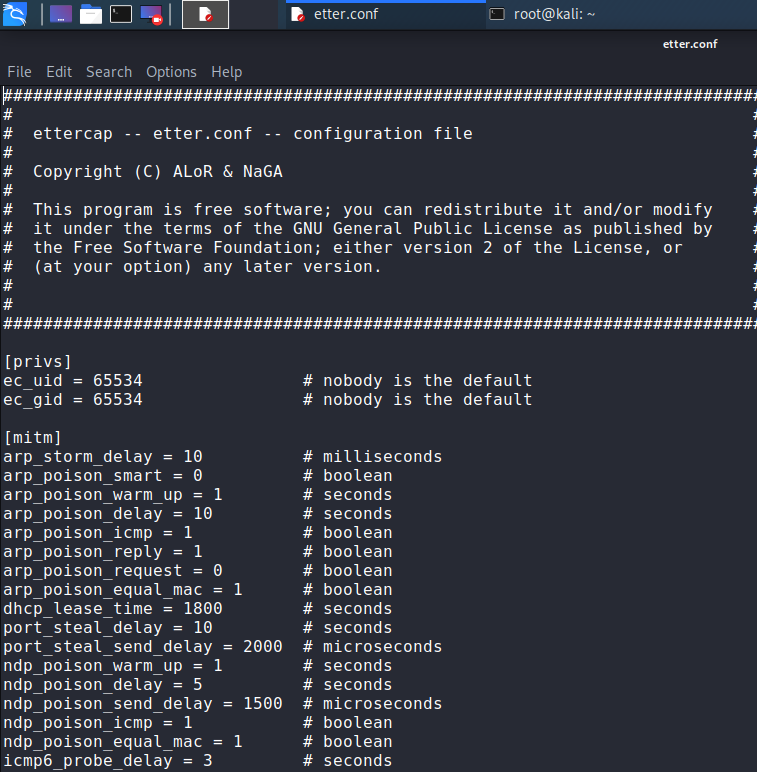 etter.conf
root@kali: ~
etter.conf
File Edit Search Options Help
############################################################################
#                                                                          #
#  ettercap -- etter.conf -- configuration file                            #
#                                                                          #
#  Copyright (C) ALoR & NaGA                                               #
#                                                                          #
#  This program is free software; you can redistribute it and/or modify    #
#  it under the terms of the GNU General Public License as published by    #
#  the Free Software Foundation; either version 2 of the License, or       #
#  (at your option) any later version.                                     #
#                                                                          #
#                                                                          #
############################################################################
[privs]
ec_uid = 65534                # nobody is the default
ec_gid = 65534                # nobody is the default
[mitm]
arp_storm_delay = 10          # milliseconds
arp_poison_smart = 0          # boolean
arp_poison_warm_up = 1        # seconds
arp_poison_delay = 10         # seconds
arp_poison_icmp = 1           # boolean
arp_poison_reply = 1          # boolean
arp_poison_request = 0        # boolean
arp_poison_equal_mac = 1      # boolean
dhcp_lease_time = 1800        # seconds
port_steal_delay = 10         # seconds
port_steal_send_delay = 2000  # microseconds
ndp_poison_warm_up = 1        # seconds
ndp_poison_delay = 5          # seconds
ndp_poison_send_delay = 1500  # microseconds
ndp_poison_icmp = 1           # boolean
ndp_poison_equal_mac = 1      # boolean
icmp6_probe_delay = 3         # seconds